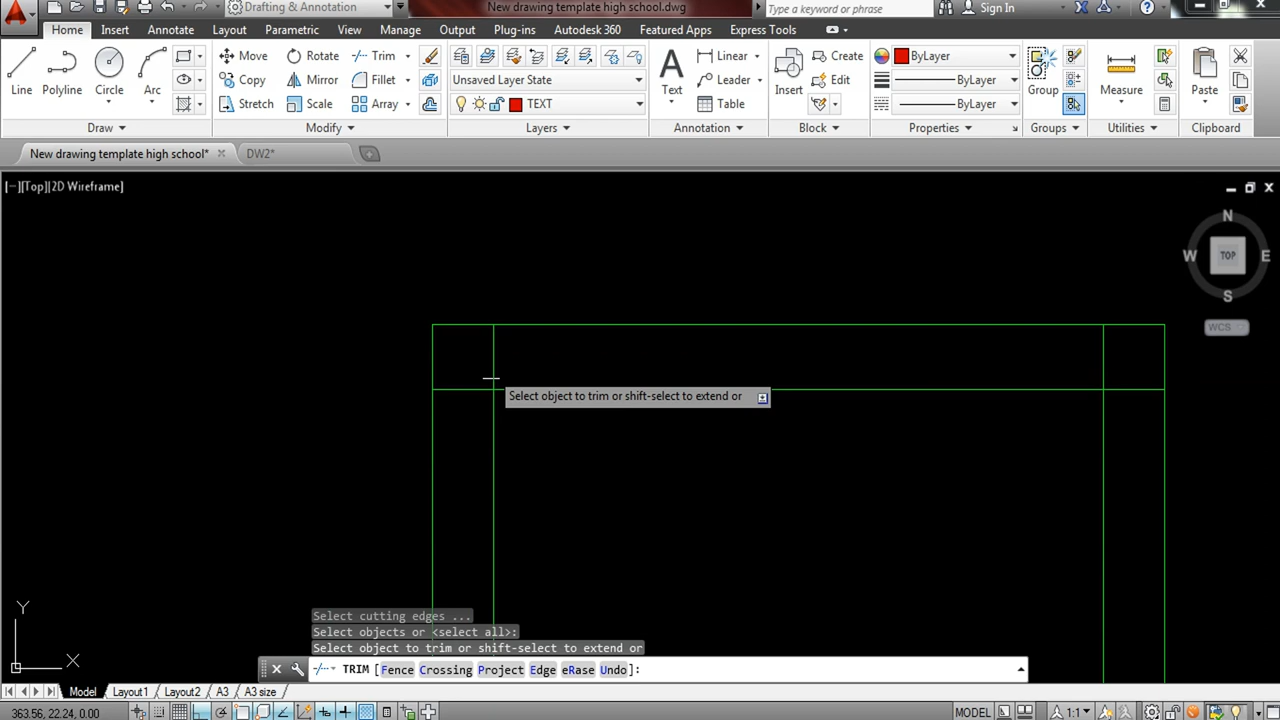 Drafting & Annotation
New drawing template high school.dwg
Type a keyword or phrase
Sign In
Home Insert Annotate Layout Parametric View Manage Output Plug-ins Autodesk 360 Featured Apps Express Tools
Line
Polyline
Circle
Arc
Draw
Move Rotate Trim
Copy Mirror Fillet
Stretch Scale Array
Modify
Unsaved Layer State
TEXT
Layers
Text
Linear
Leader
Table
Annotation
Insert
Create
Edit
Block
ByLayer
ByLayer
ByLayer
Properties
Group
Groups
Measure
Utilities
Paste
Clipboard
New drawing template high school* DW2*
[−][Top][2D Wireframe]
N
W TOP E
S
WCS
Select object to trim or shift-select to extend or
Y
X
Select cutting edges ...
Select objects or <select all>:
Select object to trim or shift-select to extend or
TRIM [Fence Crossing Project Edge eRase Undo]:
Model Layout1 Layout2 A3 A3 size
363.56, 22.24, 0.00 MODEL 1:1